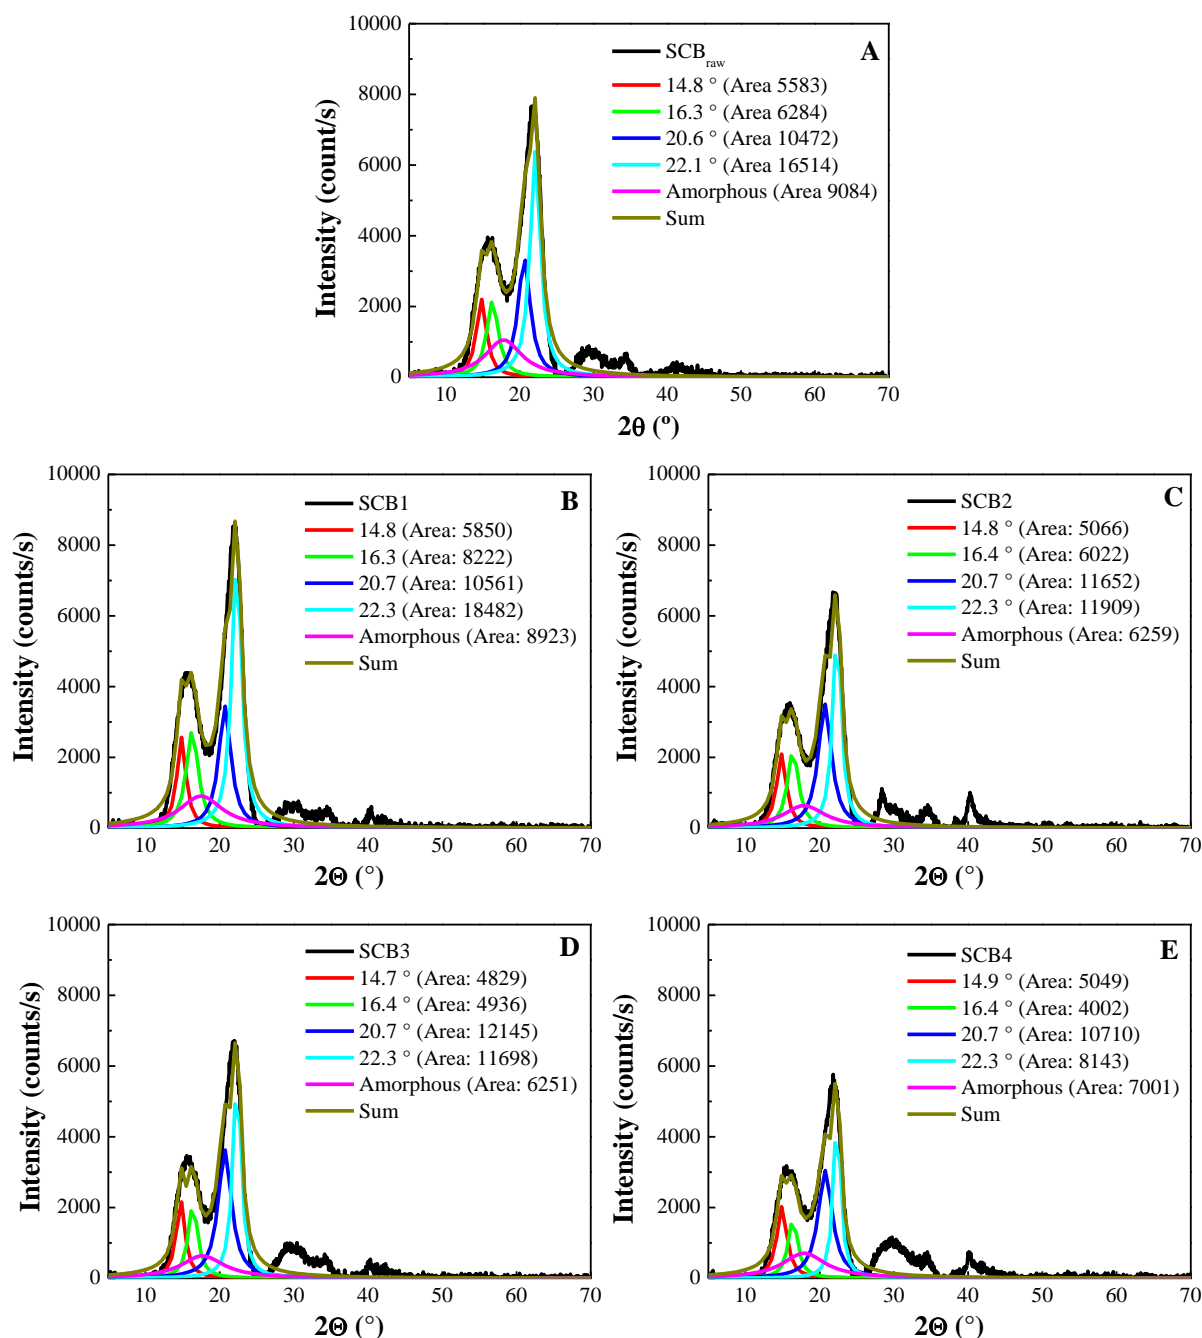 A
SCBraw
14.8 ° (Area 5583)
16.3 ° (Area 6284)
20.6 ° (Area 10472)
22.1 ° (Area 16514)
Amorphous (Area 9084)
Sum
Intensity (count/s)
10000
8000
6000
4000
2000
0
10 20 30 40 50 60 70
2θ (º)
B
SCB1
14.8 (Area: 5850)
16.3 (Area: 8222)
20.7 (Area: 10561)
22.3 (Area: 18482)
Amorphous (Area: 8923)
Sum
Intensity (counts/s)
10000
8000
6000
4000
2000
0
10 20 30 40 50 60 70
2Θ (°)
C
SCB2
14.8 ° (Area: 5066)
16.4 ° (Area: 6022)
20.7 ° (Area: 11652)
22.3 ° (Area: 11909)
Amorphous (Area: 6259)
Sum
Intensity (counts/s)
10000
8000
6000
4000
2000
0
10 20 30 40 50 60 70
2Θ (°)
D
SCB3
14.7 ° (Area: 4829)
16.4 ° (Area: 4936)
20.7 ° (Area: 12145)
22.3 ° (Area: 11698)
Amorphous (Area: 6251)
Sum
Intensity (counts/s)
10000
8000
6000
4000
2000
0
10 20 30 40 50 60 70
2Θ (°)
E
SCB4
14.9 ° (Area: 5049)
16.4 ° (Area: 4002)
20.7 ° (Area: 10710)
22.3 ° (Area: 8143)
Amorphous (Area: 7001)
Sum
Intensity (counts/s)
10000
8000
6000
4000
2000
0
10 20 30 40 50 60 70
2Θ (°)